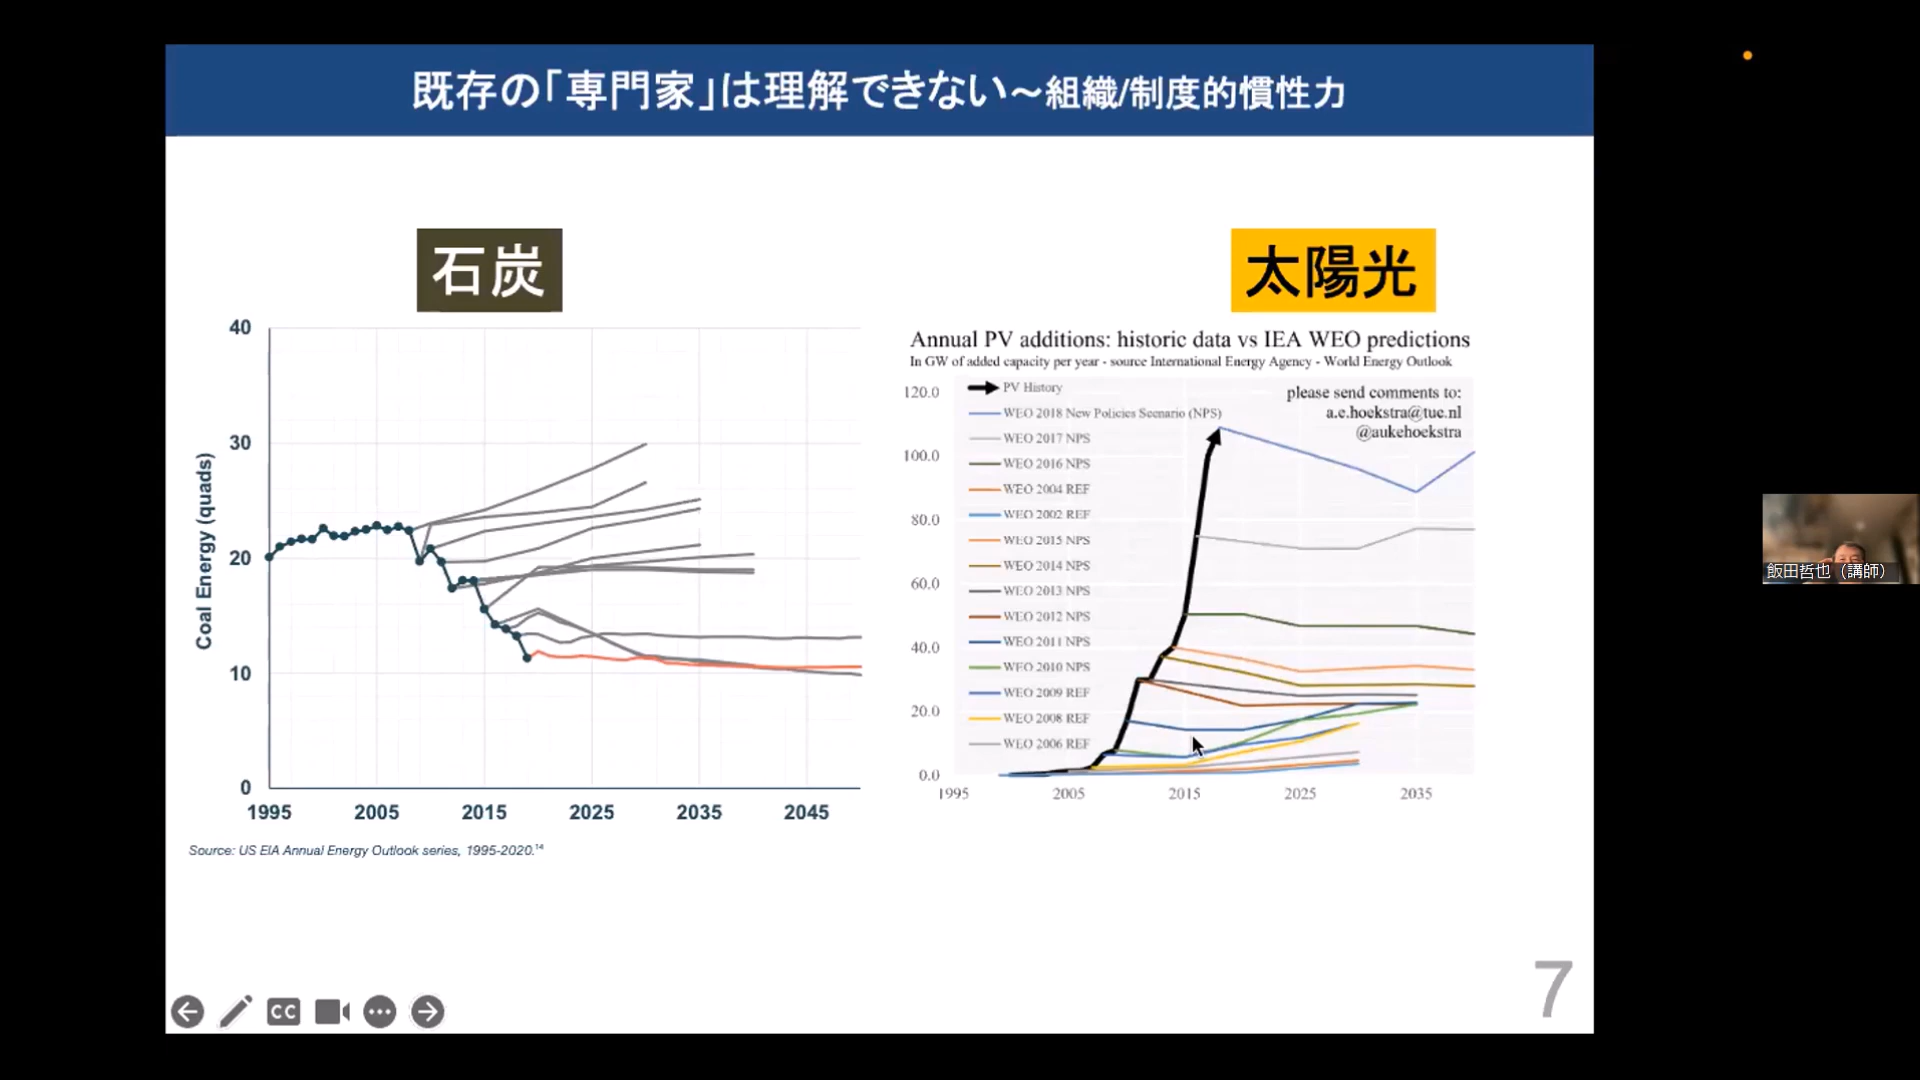 既存の「専門家」は理解できない～組織/制度的慣性力
石炭
40
30
20
10
0
Coal Energy (quads)
1995 2005 2015 2025 2035 2045
Source: US EIA Annual Energy Outlook series, 1995-2020.¹⁴
太陽光
Annual PV additions: historic data vs IEA WEO predictions
In GW of added capacity per year - source International Energy Agency - World Energy Outlook
120.0
100.0
80.0
60.0
40.0
20.0
0.0
PV History
WEO 2018 New Policies Scenario (NPS)
WEO 2017 NPS
WEO 2016 NPS
WEO 2004 REF
WEO 2002 REF
WEO 2015 NPS
WEO 2014 NPS
WEO 2013 NPS
WEO 2012 NPS
WEO 2011 NPS
WEO 2010 NPS
WEO 2009 REF
WEO 2008 REF
WEO 2006 REF
please send comments to:
a.e.hoekstra@tue.nl
@aukehoekstra
1995 2005 2015 2025 2035
7
CC
飯田哲也（講師）